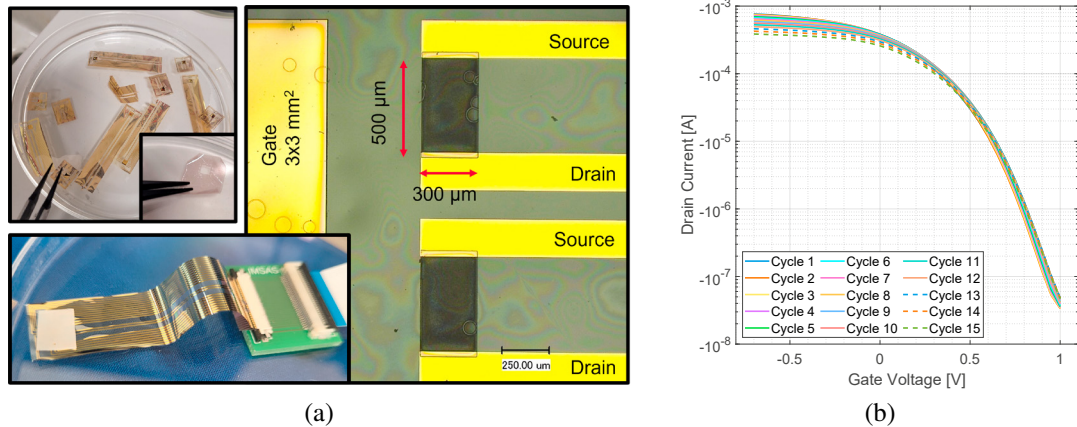 Source
Gate
3x3 mm²
500 µm
Drain
300 µm
Source
250.00 um
Drain
(a)
-10⁻³
-10⁻⁴
-10⁻⁵
-10⁻⁶
-10⁻⁷
-10⁻⁸
Drain Current [A]
Cycle 1
Cycle 2
Cycle 3
Cycle 4
Cycle 5
Cycle 6
Cycle 7
Cycle 8
Cycle 9
Cycle 10
Cycle 11
Cycle 12
Cycle 13
Cycle 14
Cycle 15
-0.5 0 0.5 1
Gate Voltage [V]
(b)